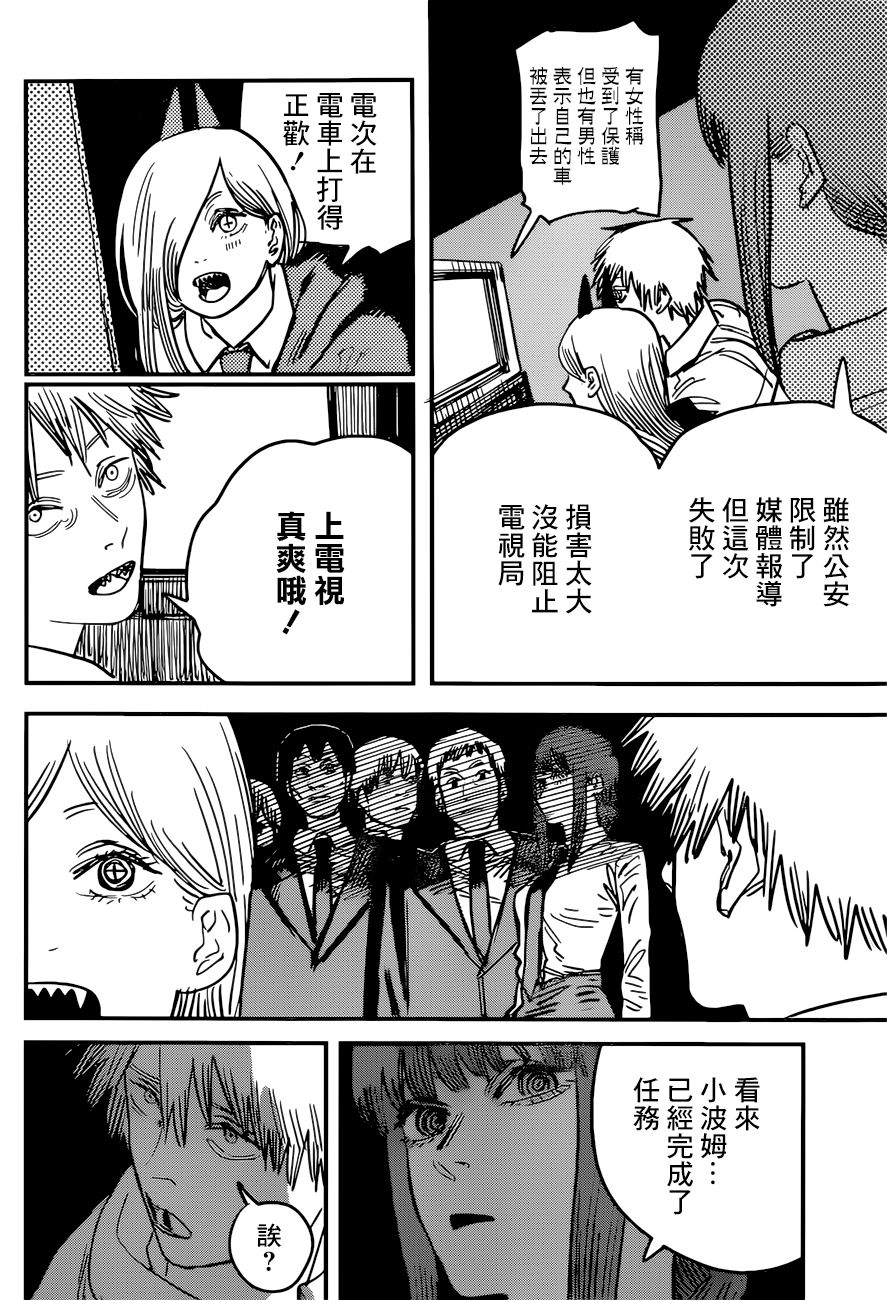 有女性稱
受到了保護
但也有男性
表示自己的車
被丟了出去
雖然公安
限制了
媒體報導
但這次
失敗了
損害太大
沒能阻止
電視局
電次在
電車上打得
正歡！
上電視
真爽哦！
看來
小波姆…
已經完成了
任務
誒？